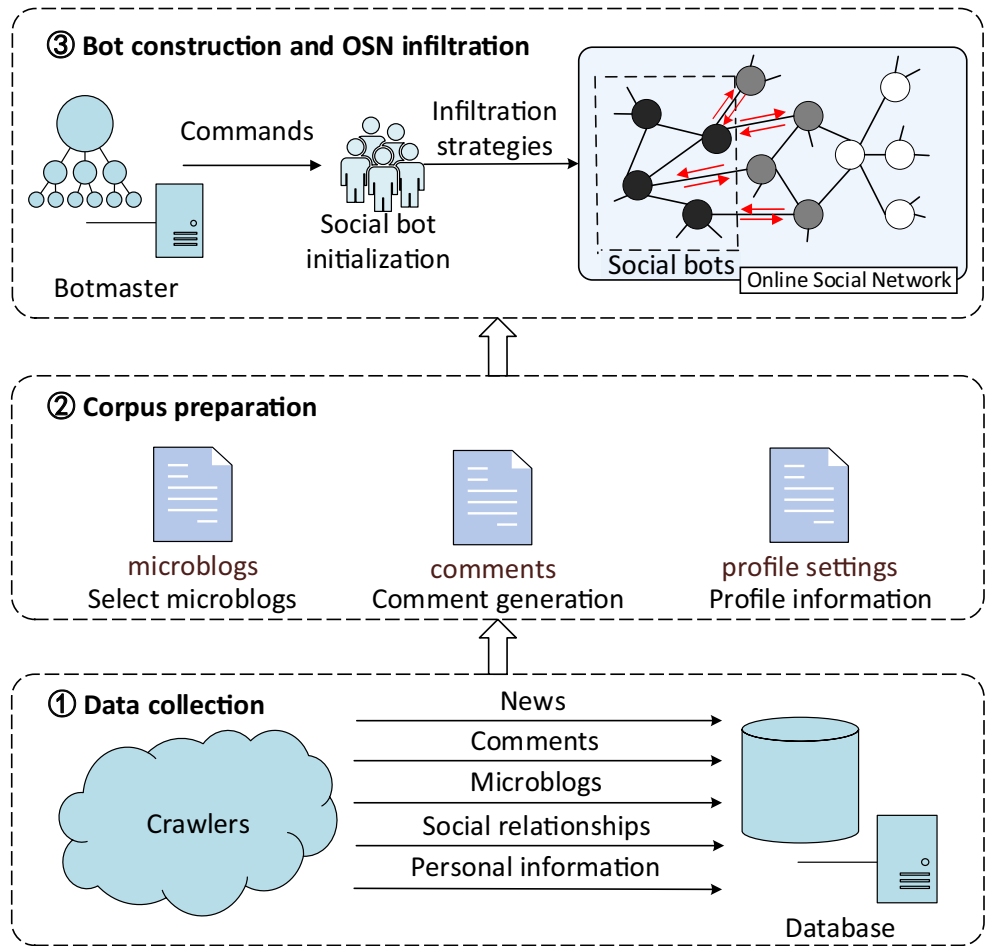 ③ Bot construction and OSN infiltration
Commands
Infiltration
strategies
Social bot
initialization
Botmaster
Social bots
Online Social Network
② Corpus preparation
microblogs
Select microblogs
comments
Comment generation
profile settings
Profile information
① Data collection
News
Comments
Microblogs
Social relationships
Personal information
Crawlers
Database